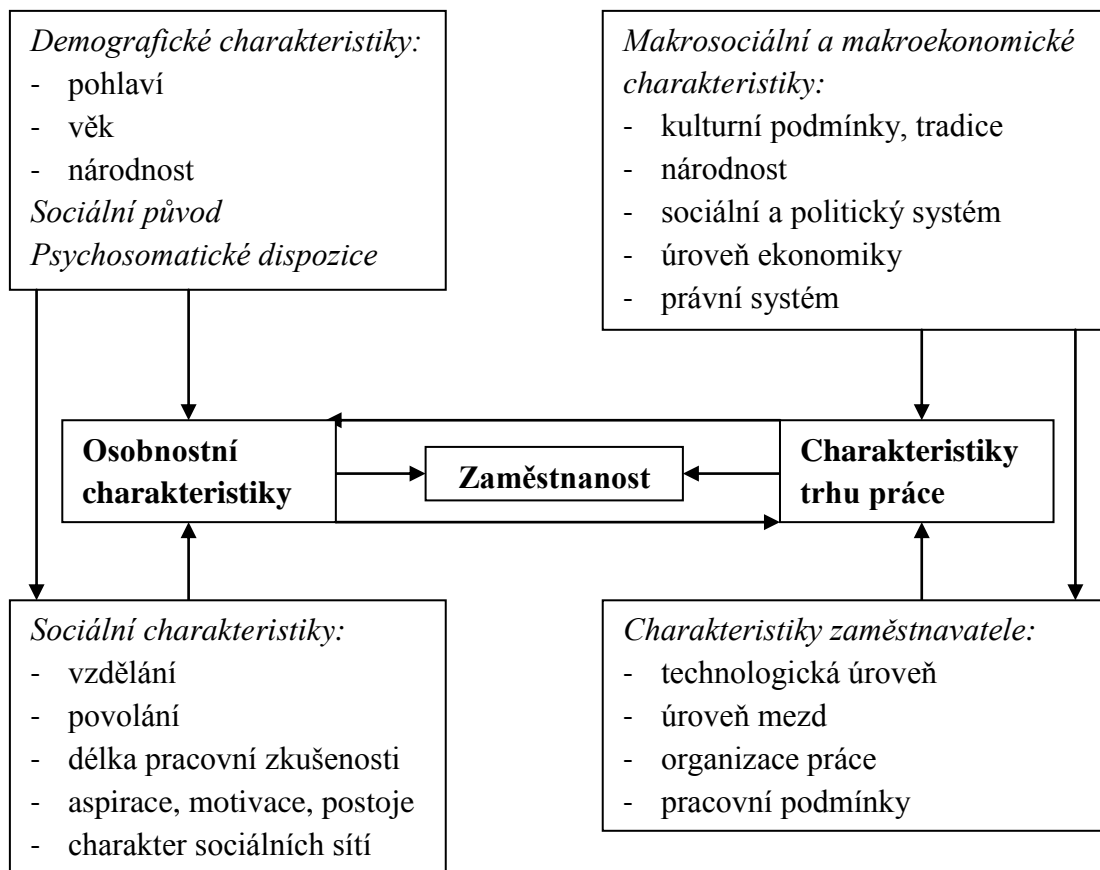 Demografické charakteristiky:
- pohlaví
- věk
- národnost
Sociální původ
Psychosomatické dispozice
Makrosociální a makroekonomické
charakteristiky:
- kulturní podmínky, tradice
- národnost
- sociální a politický systém
- úroveň ekonomiky
- právní systém
Osobnostní
charakteristiky
Zaměstnanost
Charakteristiky
trhu práce
Sociální charakteristiky:
- vzdělání
- povolání
- délka pracovní zkušenosti
- aspirace, motivace, postoje
- charakter sociálních sítí
Charakteristiky zaměstnavatele:
- technologická úroveň
- úroveň mezd
- organizace práce
- pracovní podmínky